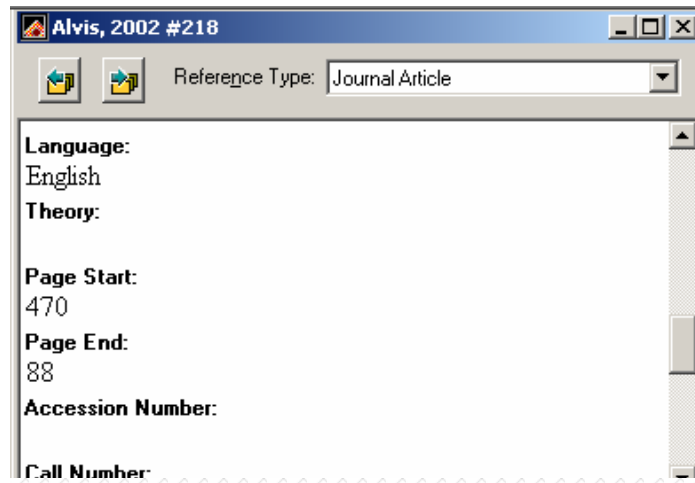 Alvis, 2002 #218
Reference Type: Journal Article
Language:
English
Theory:
Page Start:
470
Page End:
88
Accession Number:
Call Number: